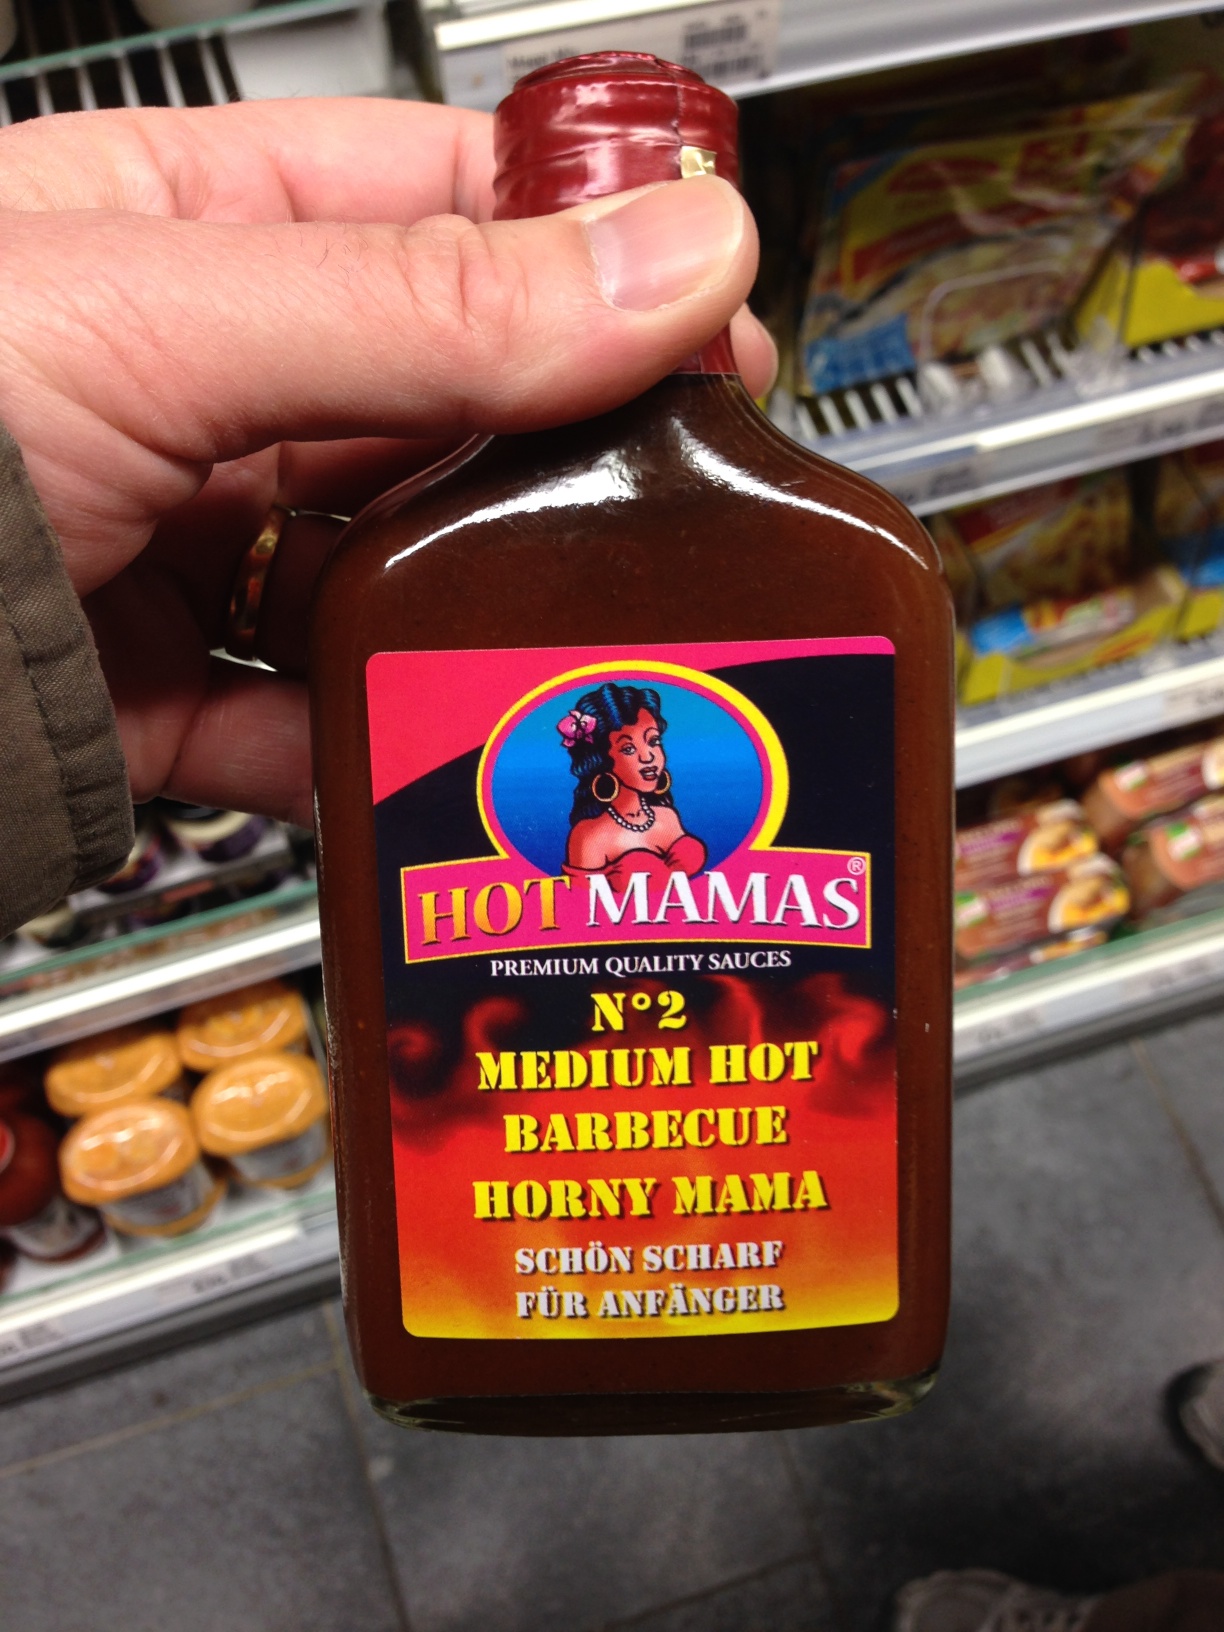 HOT MAMAS®
PREMIUM QUALITY SAUCES
N°2
MEDIUM HOT
BARBECUE
HORNY MAMA
SCHÖN SCHARF
FÜR ANFÄNGER